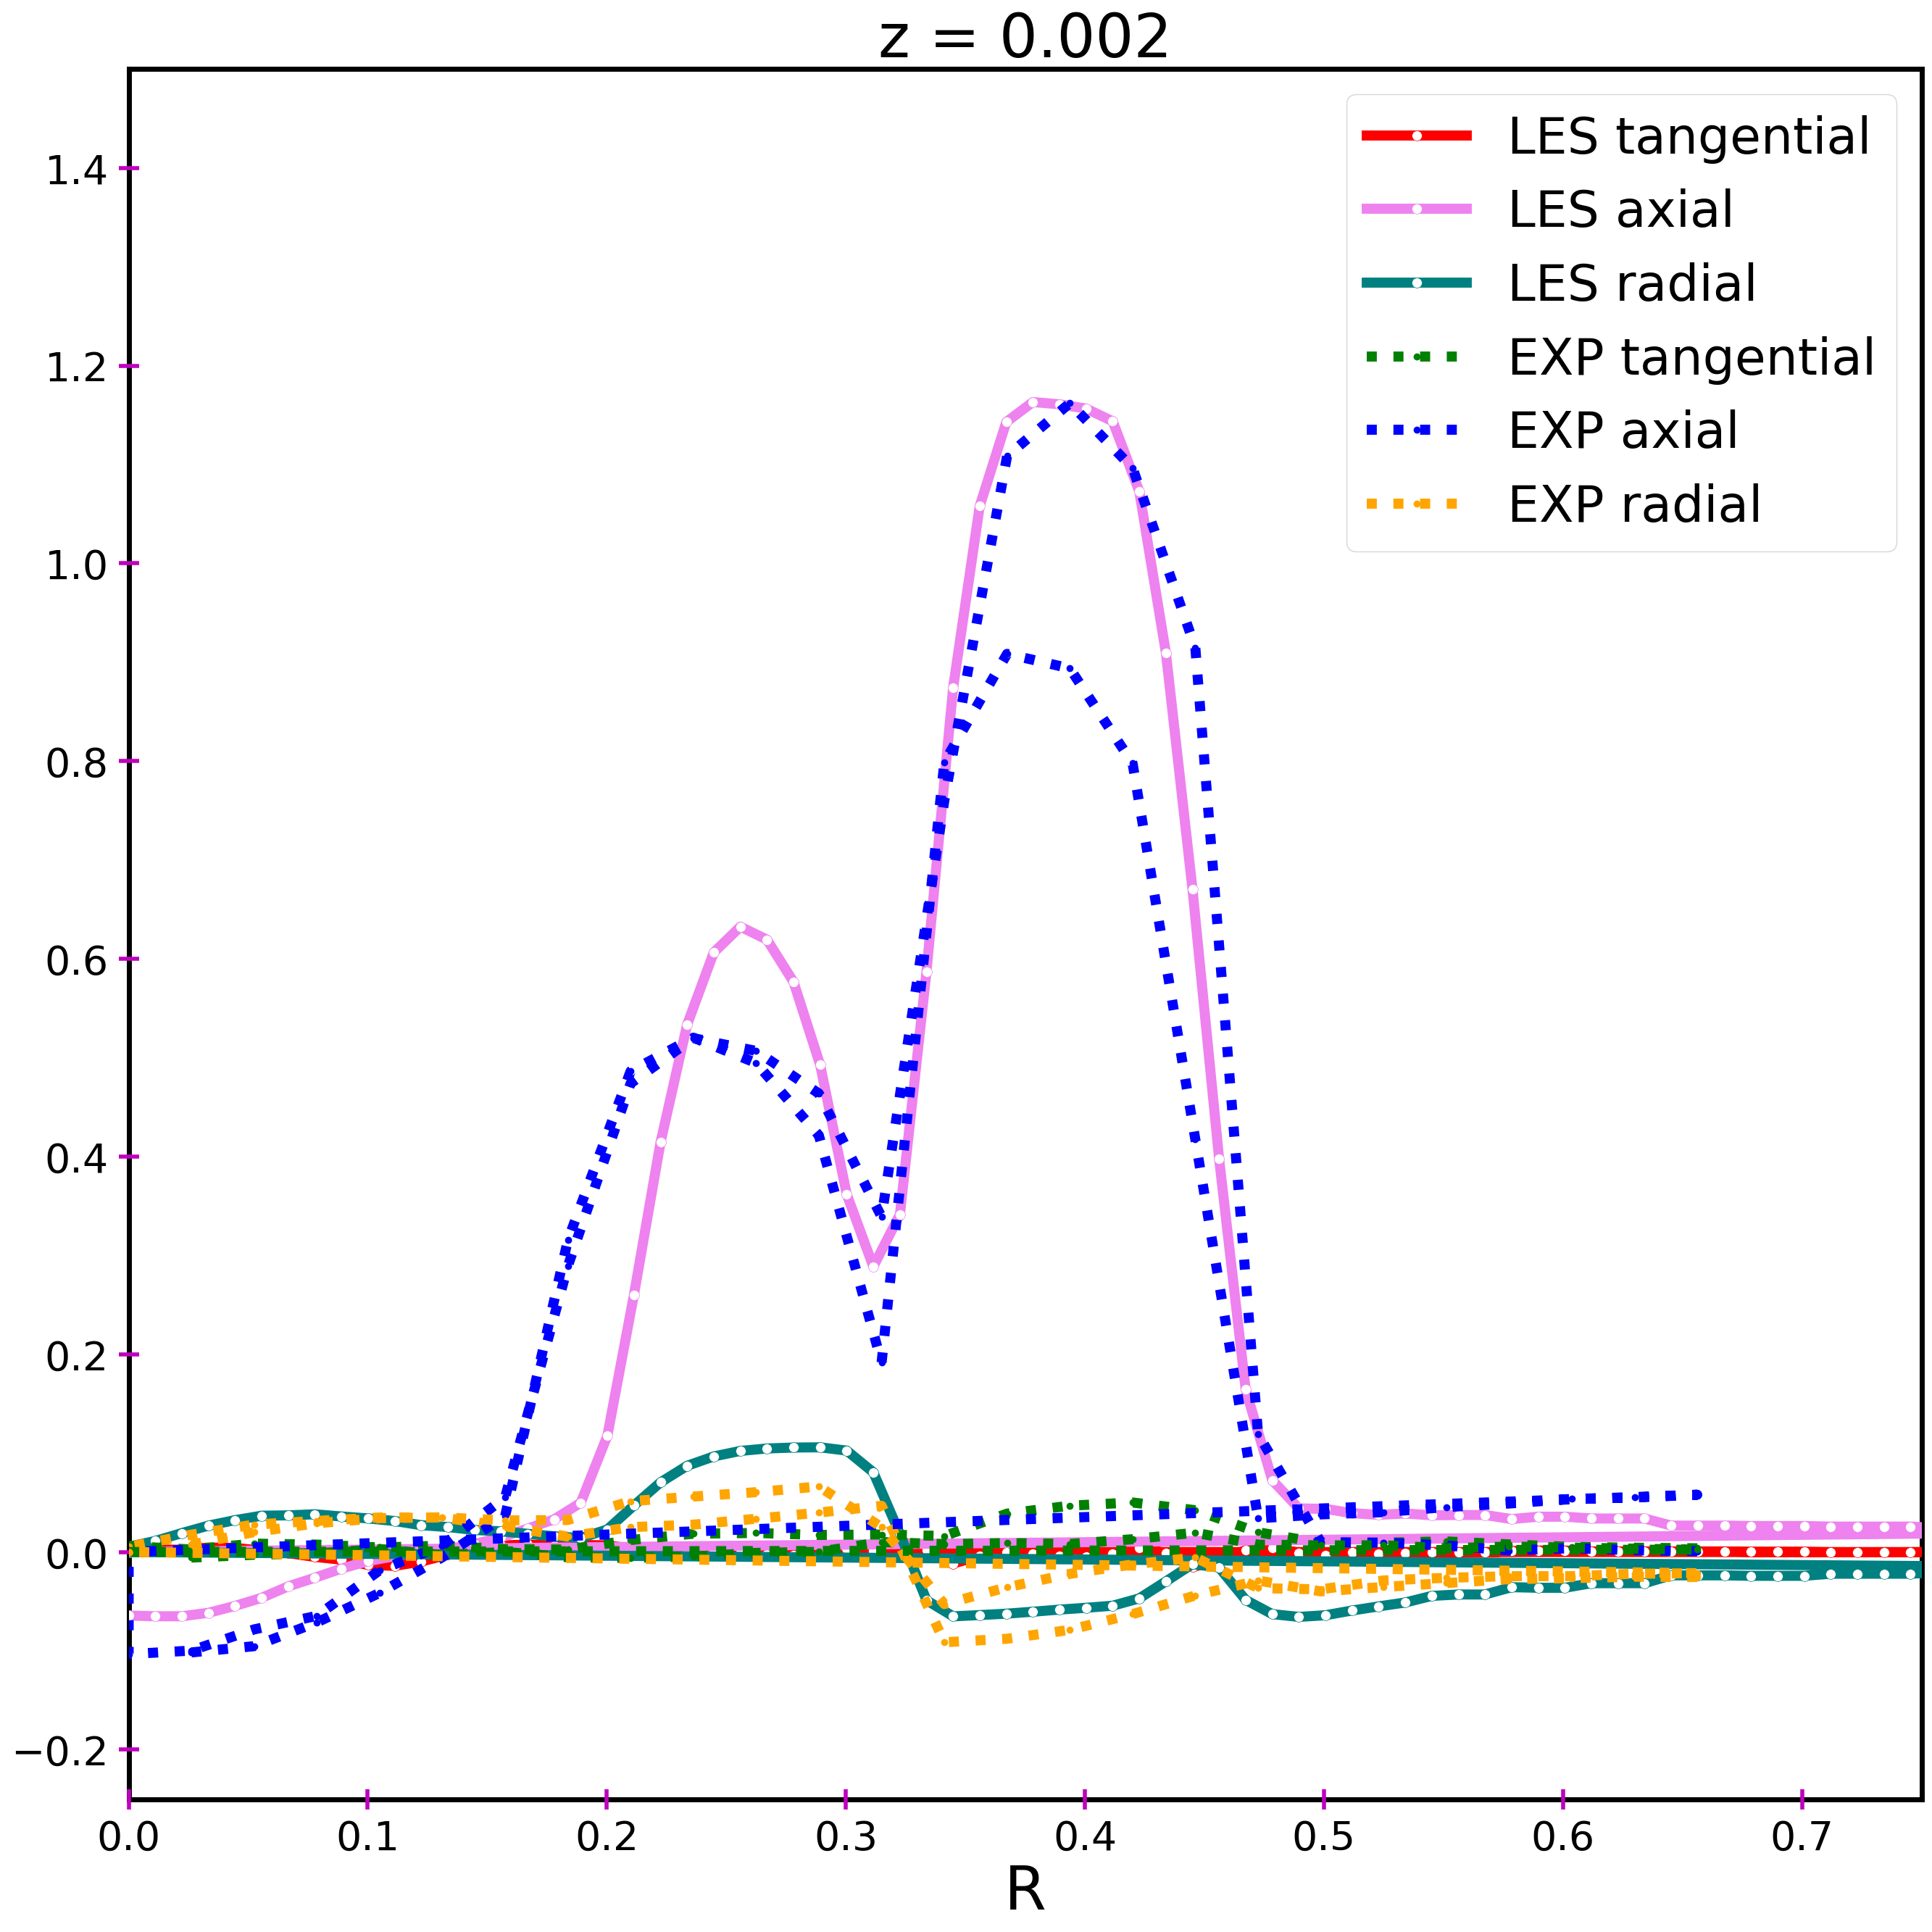 z = 0.002
1.4
1.2
1.0
0.8
0.6
0.4
0.2
0.0
−0.2
LES tangential
LES axial
LES radial
EXP tangential
EXP axial
EXP radial
0.0 0.1 0.2 0.3 0.4 0.5 0.6 0.7
R